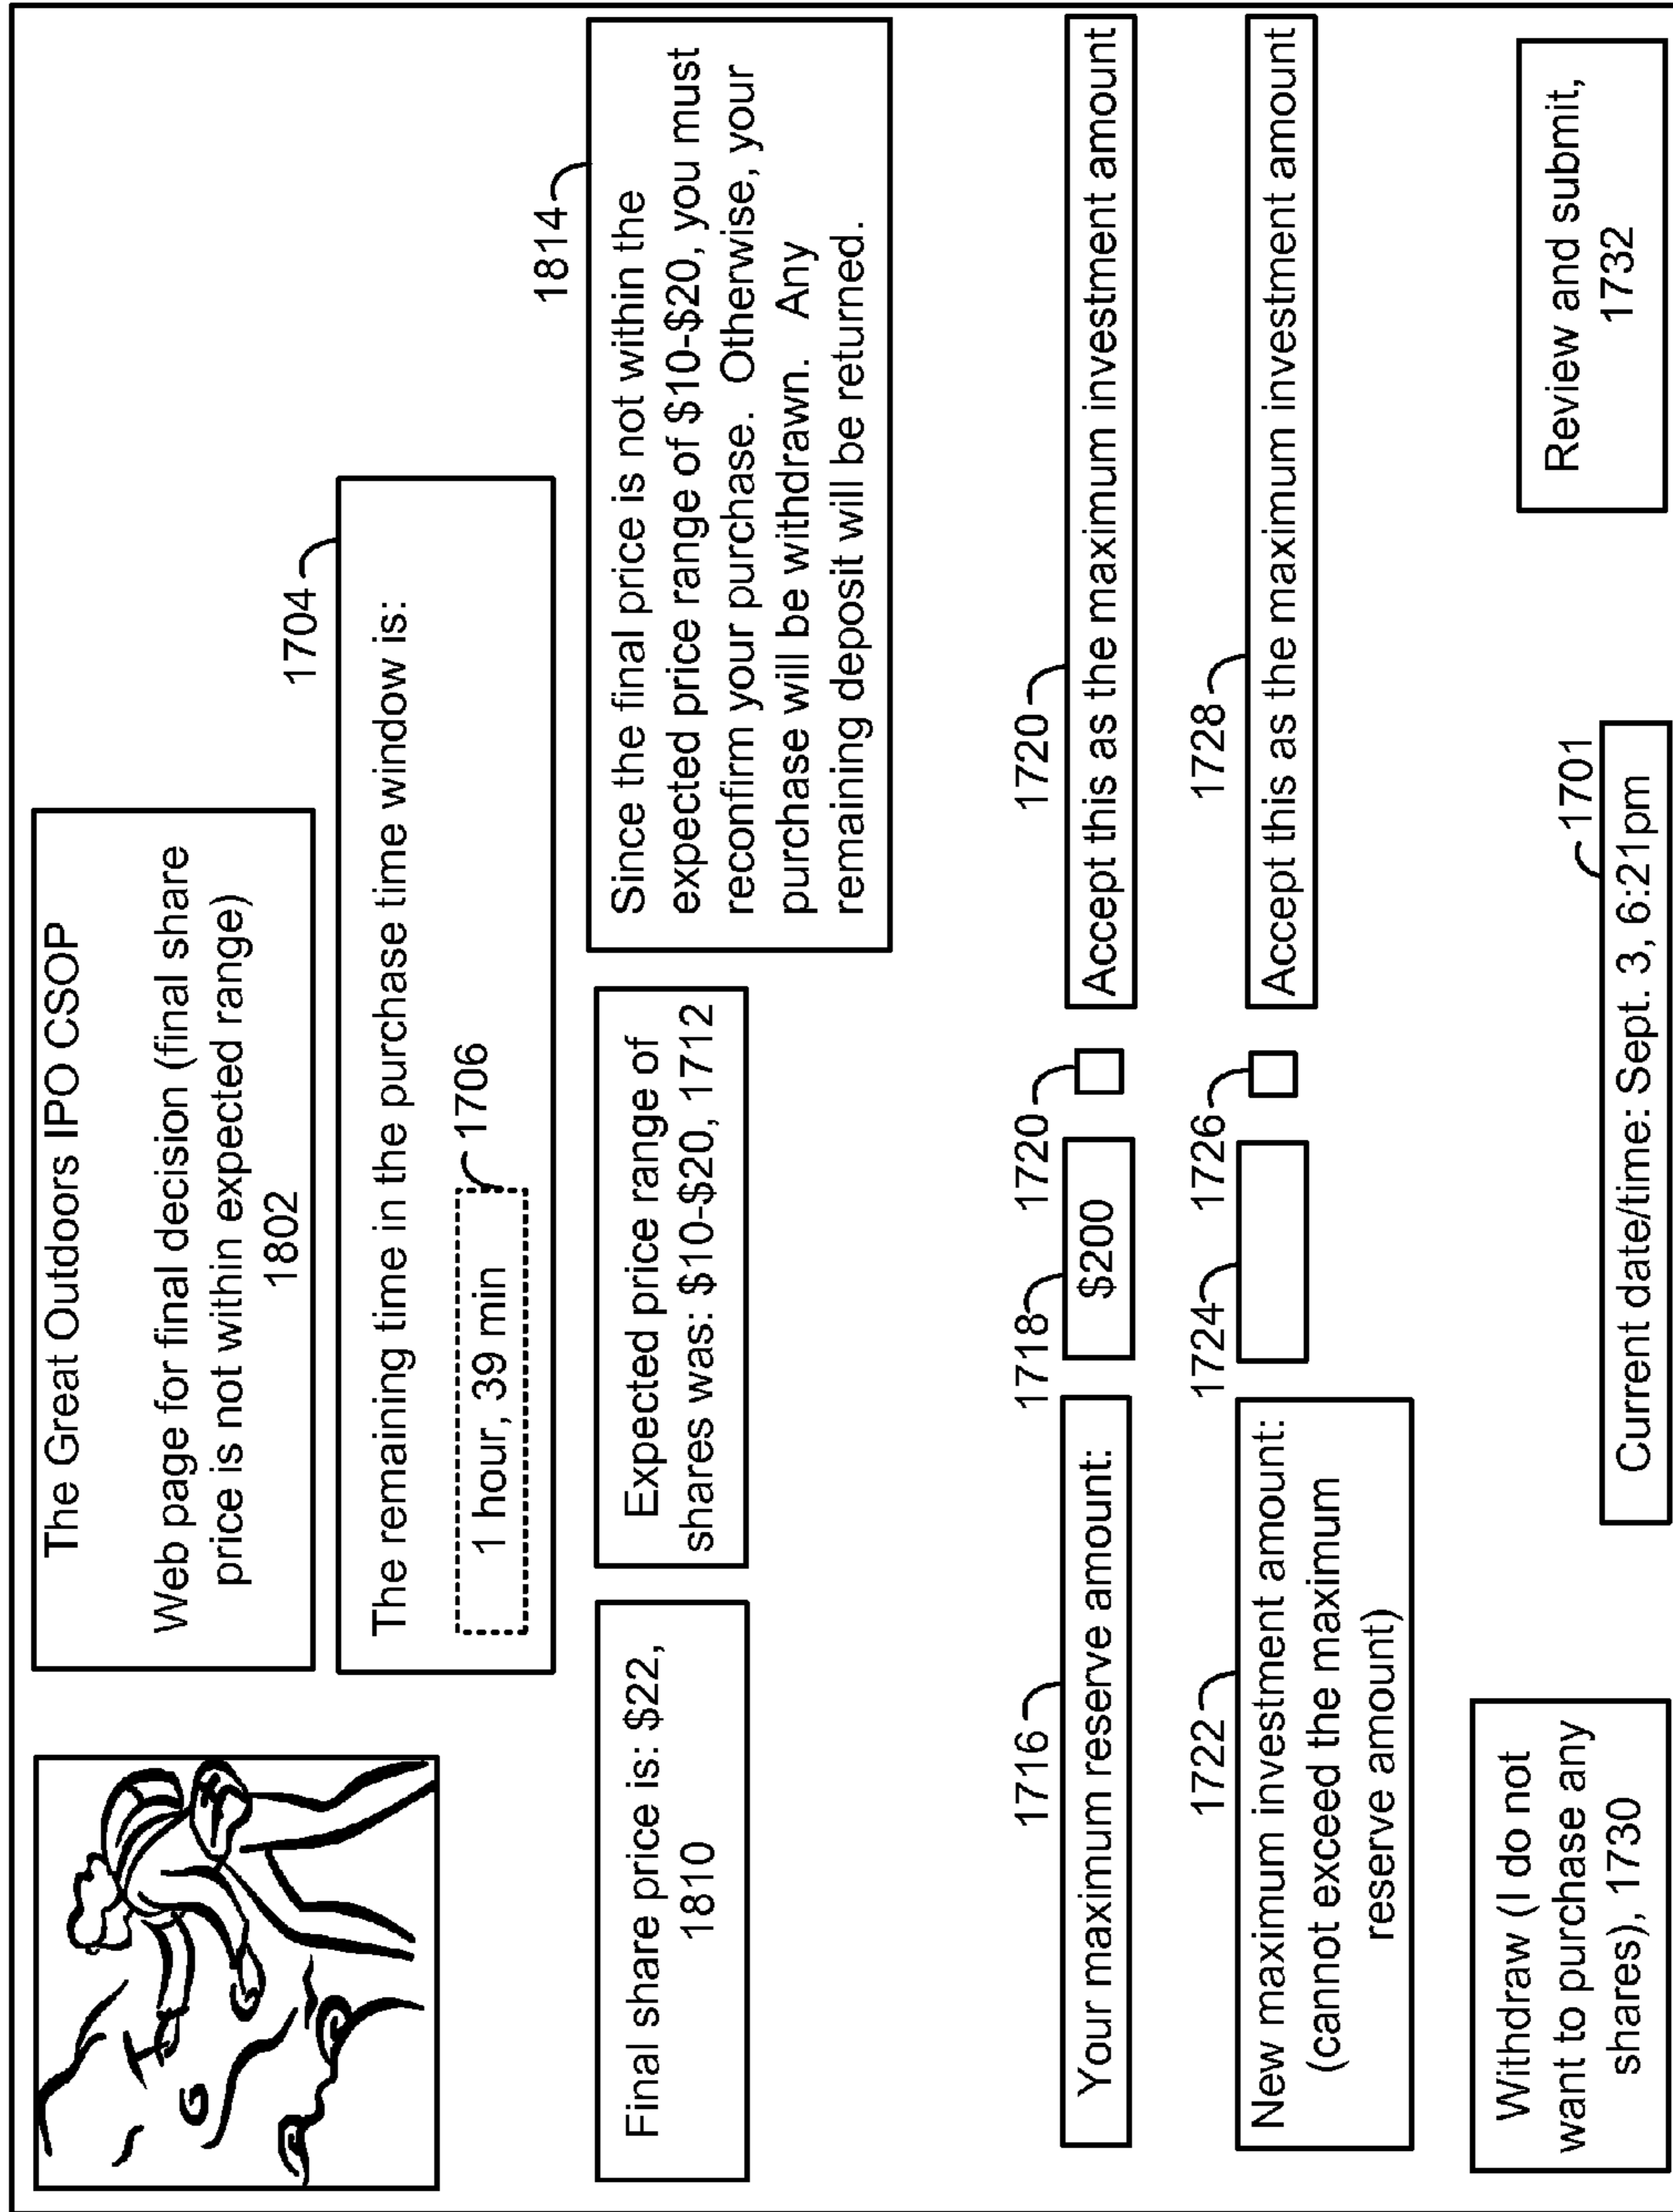 The Great Outdoors IPO CSOP
Web page for final decision (final share
price is not within expected range)
1802
1704
The remaining time in the purchase time window is:
1 hour, 39 min
1706
Final share price is: $22,
1810
Expected price range of
shares was: $10-$20, 1712
1814
Since the final price is not within the
expected price range of $10-$20, you must
reconfirm your purchase. Otherwise, your
purchase will be withdrawn. Any
remaining deposit will be returned.
1716
Your maximum reserve amount:
1718
$200
1720
1720
Accept this as the maximum investment amount
1722
New maximum investment amount:
(cannot exceed the maximum
reserve amount)
1724
1726
1728
Accept this as the maximum investment amount
Withdraw (I do not
want to purchase any
shares), 1730
1701
Current date/time: Sept. 3, 6:21pm
Review and submit,
1732